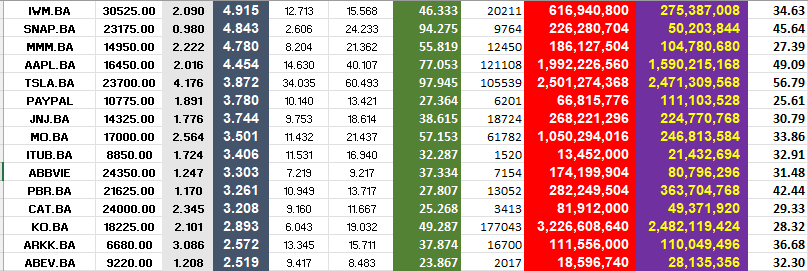 IWM.BA 30525.00 2.090 4.915 12.713 15.568 46.333 20211 616,940,800 275,387,008 34.63
SNAP.BA 23175.00 0.980 4.843 2.606 24.233 94.275 9764 226,280,704 50,203,844 45.64
MMM.BA 14950.00 2.222 4.780 8.204 21.362 55.819 12450 186,127,504 104,780,680 27.39
AAPL.BA 16450.00 2.016 4.454 14.630 40.107 77.053 121108 1,992,226,560 1,590,215,168 49.09
TSLA.BA 23700.00 4.176 3.872 34.035 60.493 97.945 105539 2,501,274,368 2,471,309,568 56.79
PAYPAL 10775.00 1.891 3.780 10.140 13.421 27.364 6201 66,815,776 111,103,528 25.61
JNJ.BA 14325.00 1.776 3.744 9.753 18.614 38.615 18724 268,221,296 224,770,768 30.79
MO.BA 17000.00 2.564 3.501 11.432 21.437 57.153 61782 1,050,294,016 246,813,584 33.86
ITUB.BA 8850.00 1.724 3.406 11.531 16.940 32.287 1520 13,452,000 21,432,694 32.91
ABBVIE 24350.00 1.247 3.303 7.219 9.217 37.334 7154 174,199,904 80,796,296 31.48
PBR.BA 21625.00 1.170 3.261 10.949 13.717 27.807 13052 282,249,504 363,704,768 42.44
CAT.BA 24000.00 2.345 3.208 9.160 11.667 25.268 3413 81,912,000 49,371,920 29.33
KO.BA 18225.00 2.101 2.893 6.043 19.032 49.287 177043 3,226,608,640 2,482,119,424 28.32
ARKK.BA 6680.00 3.086 2.572 13.345 15.711 37.874 16700 111,556,000 110,049,496 36.68
ABEV.BA 9220.00 1.208 2.519 9.417 8.483 23.867 2017 18,596,740 28,135,356 32.30